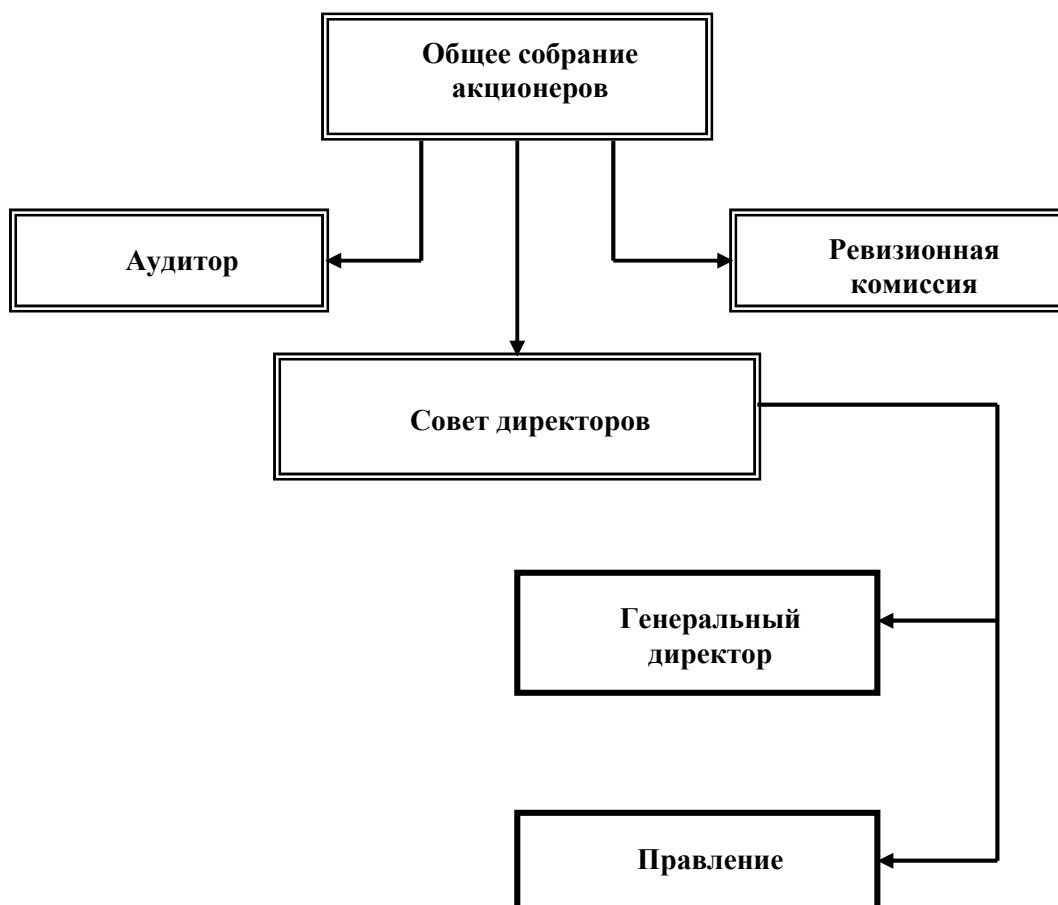 Общее собрание
акционеров
Аудитор
Ревизионная
комиссия
Совет директоров
Генеральный
директор
Правление